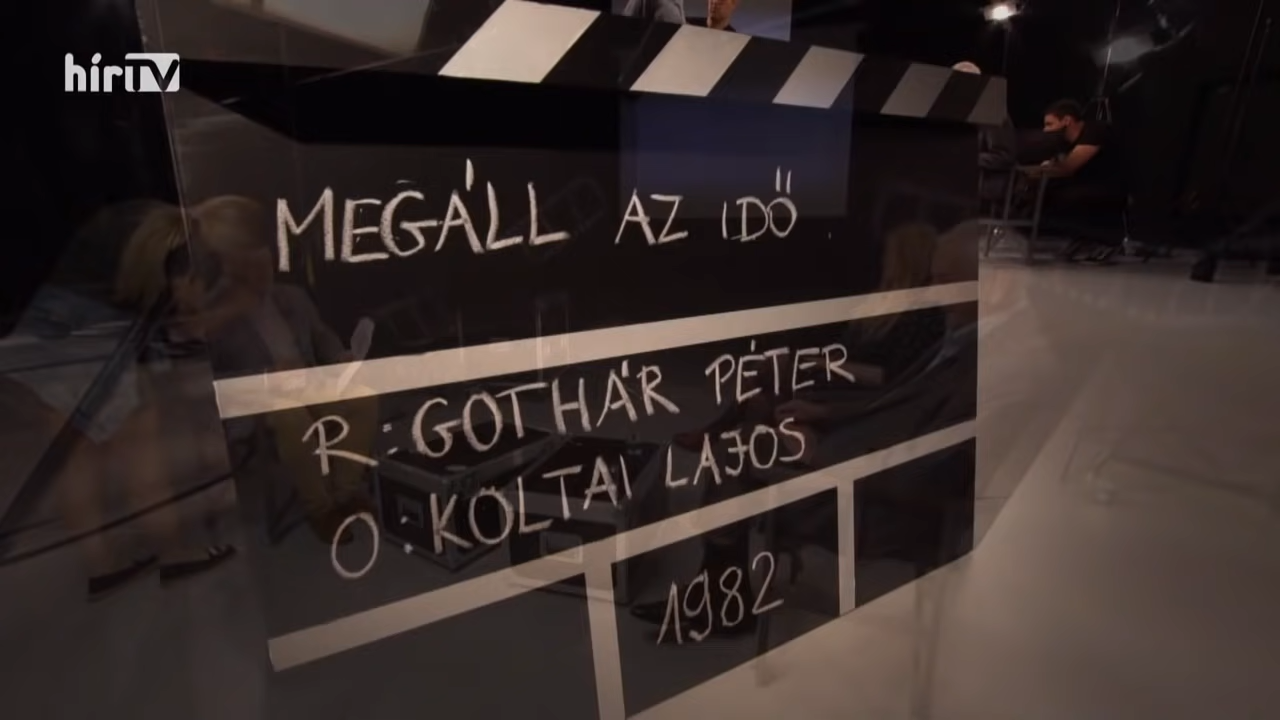 hírTV
MEGÁLL AZ IDŐ
R: GOTHÁR PÉTER
O: KOLTAI LAJOS
1982